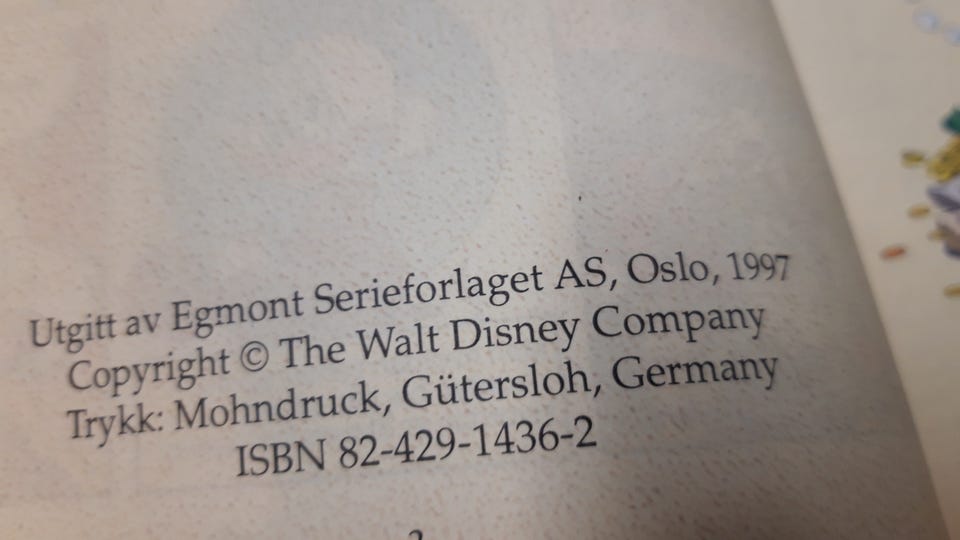 Utgitt av Egmont Serieforlaget AS, Oslo, 1997
Copyright © The Walt Disney Company
Trykk: Mohndruck, Gütersloh, Germany
ISBN 82-429-1436-2